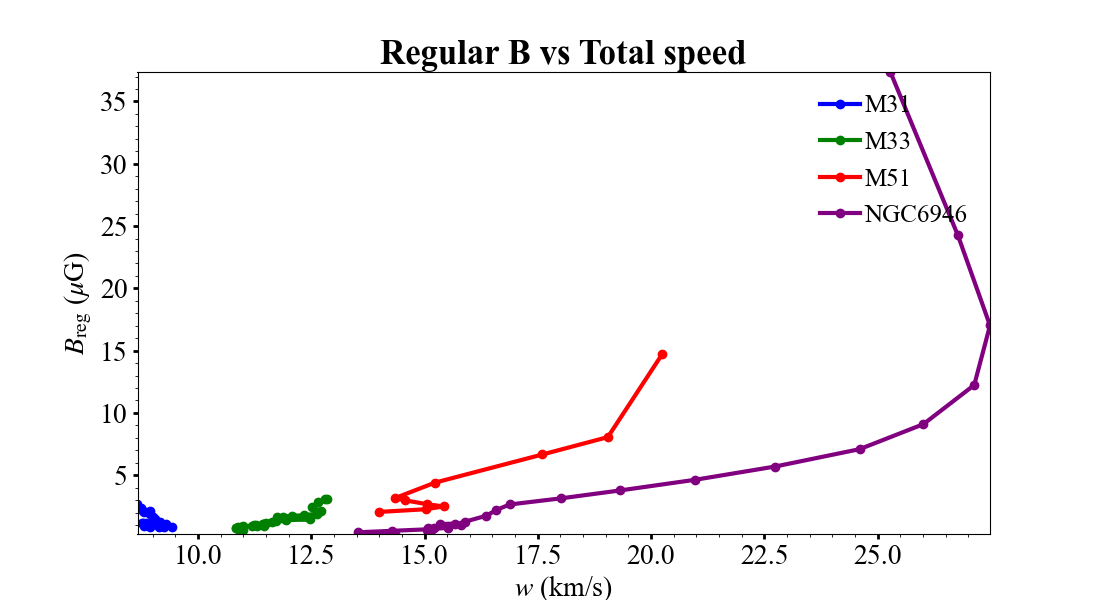 Regular B vs Total speed
35
30
25
20
15
10
5
B_reg (μG)
M31
M33
M51
NGC6946
10.0 12.5 15.0 17.5 20.0 22.5 25.0
w (km/s)